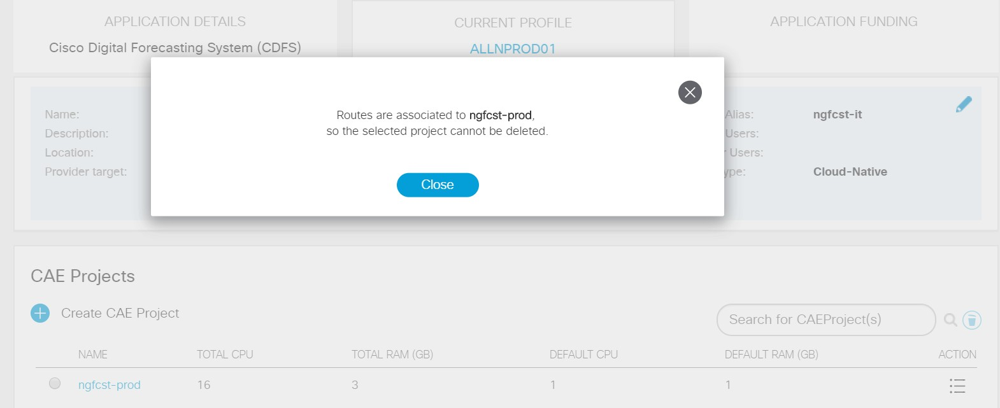 APPLICATION DETAILS
CURRENT PROFILE
APPLICATION FUNDING
Cisco Digital Forecasting System (CDFS)
ALLNPROD01
Routes are associated to ngfcst-prod,
so the selected project cannot be deleted.
Close
Name:
Description:
Location:
Provider target:
Alias: ngfcst-it
Users:
Users:
Cloud-Native
CAE Projects
Create CAE Project
Search for CAEProject(s)
NAME TOTAL CPU TOTAL RAM (GB) DEFAULT CPU DEFAULT RAM (GB) ACTION
ngfcst-prod 16 3 1 1